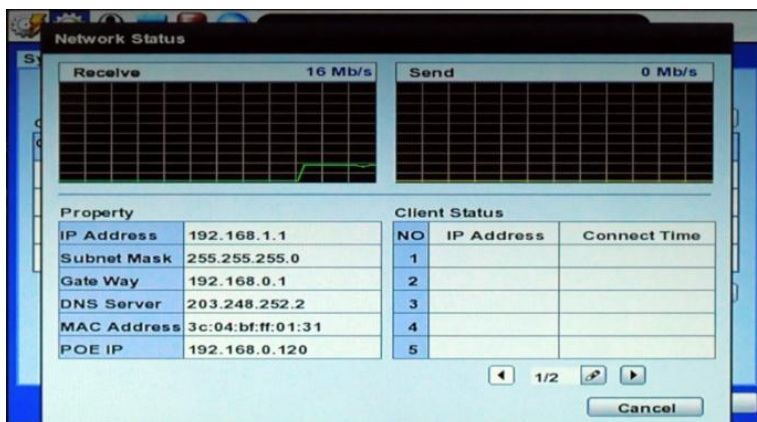 Network Status
Receive 16 Mb/s
Send 0 Mb/s
Property
IP Address 192.168.1.1
Subnet Mask 255.255.255.0
Gate Way 192.168.0.1
DNS Server 203.248.252.2
MAC Address 3c:04:bf:ff:01:31
POE IP 192.168.0.120
Client Status
NO IP Address Connect Time
1
2
3
4
5
1/2
Cancel